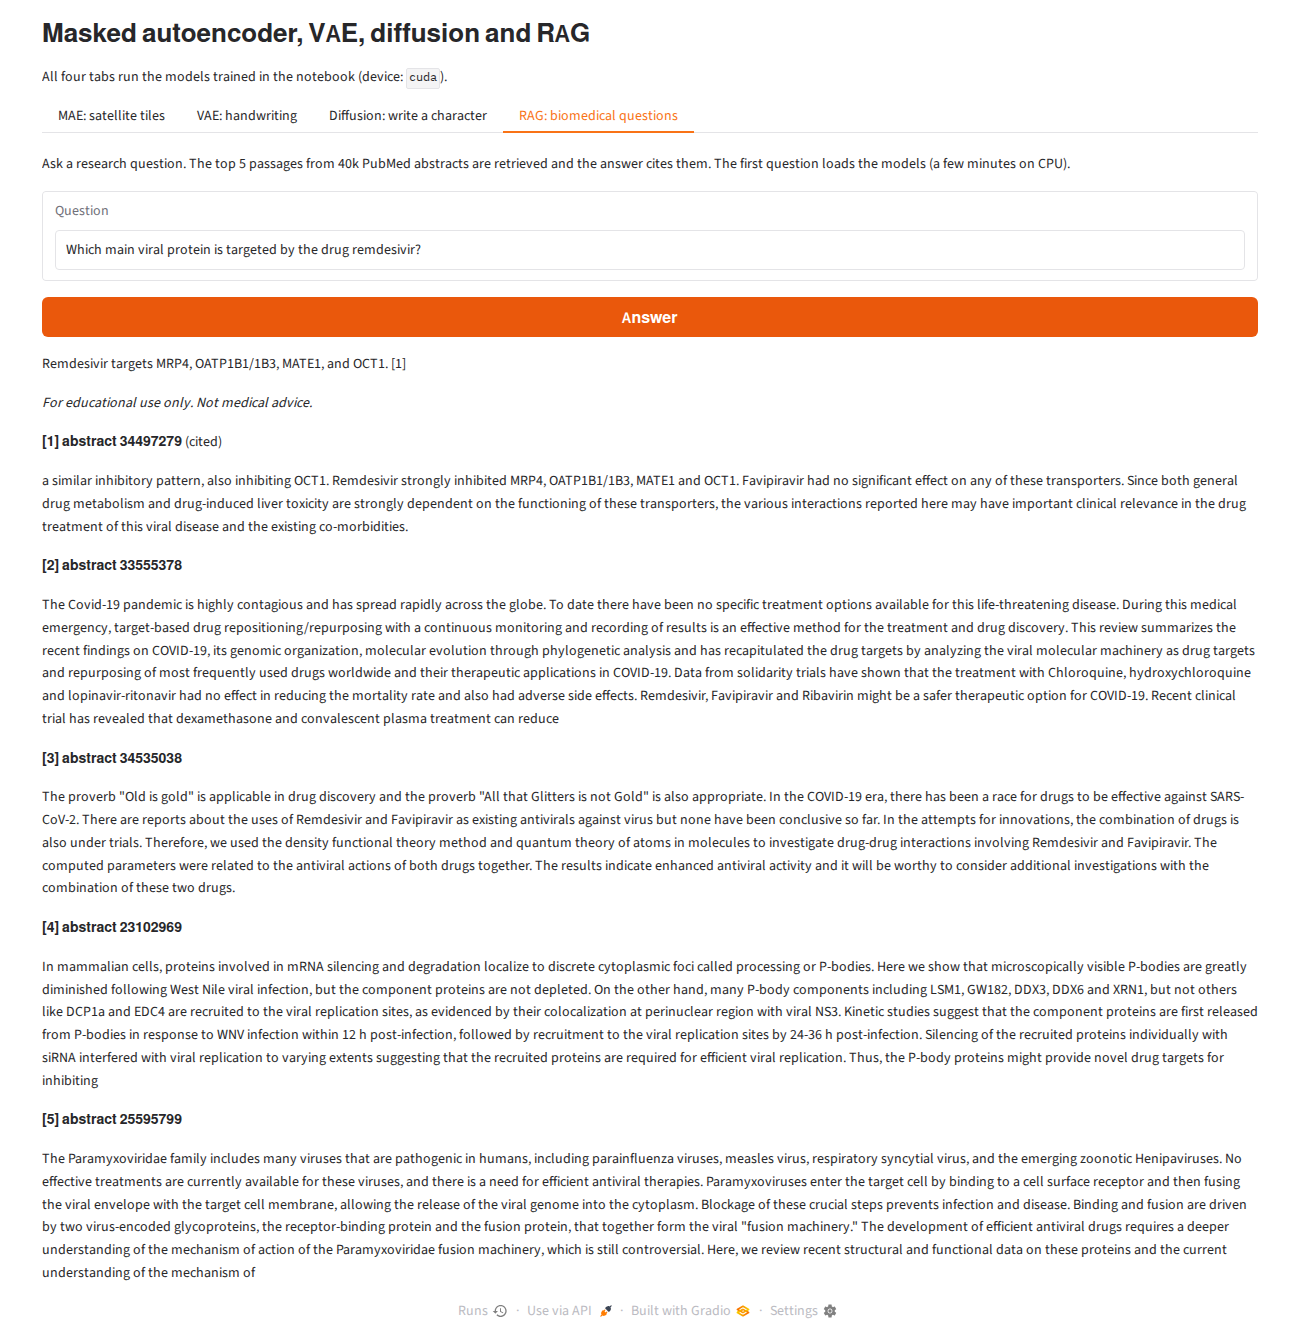 Masked autoencoder, VAE, diffusion and RAG
All four tabs run the models trained in the notebook (device: cuda).
MAE: satellite tiles VAE: handwriting Diffusion: write a character RAG: biomedical questions
Ask a research question. The top 5 passages from 40k PubMed abstracts are retrieved and the answer cites them. The first question loads the models (a few minutes on CPU).
Question
Which main viral protein is targeted by the drug remdesivir?
Answer
Remdesivir targets MRP4, OATP1B1/1B3, MATE1, and OCT1. [1]
For educational use only. Not medical advice.
[1] abstract 34497279 (cited)
a similar inhibitory pattern, also inhibiting OCT1. Remdesivir strongly inhibited MRP4, OATP1B1/1B3, MATE1 and OCT1. Favipiravir had no significant effect on any of these transporters. Since both general
drug metabolism and drug-induced liver toxicity are strongly dependent on the functioning of these transporters, the various interactions reported here may have important clinical relevance in the drug
treatment of this viral disease and the existing co-morbidities.
[2] abstract 33555378
The Covid-19 pandemic is highly contagious and has spread rapidly across the globe. To date there have been no specific treatment options available for this life-threatening disease. During this medical
emergency, target-based drug repositioning/repurposing with a continuous monitoring and recording of results is an effective method for the treatment and drug discovery. This review summarizes the
recent findings on COVID-19, its genomic organization, molecular evolution through phylogenetic analysis and has recapitulated the drug targets by analyzing the viral molecular machinery as drug targets
and repurposing of most frequently used drugs worldwide and their therapeutic applications in COVID-19. Data from solidarity trials have shown that the treatment with Chloroquine, hydroxychloroquine
and lopinavir-ritonavir had no effect in reducing the mortality rate and also had adverse side effects. Remdesivir, Favipiravir and Ribavirin might be a safer therapeutic option for COVID-19. Recent clinical
trial has revealed that dexamethasone and convalescent plasma treatment can reduce
[3] abstract 34535038
The proverb "Old is gold" is applicable in drug discovery and the proverb "All that Glitters is not Gold" is also appropriate. In the COVID-19 era, there has been a race for drugs to be effective against SARS-
CoV-2. There are reports about the uses of Remdesivir and Favipiravir as existing antivirals against virus but none have been conclusive so far. In the attempts for innovations, the combination of drugs is
also under trials. Therefore, we used the density functional theory method and quantum theory of atoms in molecules to investigate drug-drug interactions involving Remdesivir and Favipiravir. The
computed parameters were related to the antiviral actions of both drugs together. The results indicate enhanced antiviral activity and it will be worthy to consider additional investigations with the
combination of these two drugs.
[4] abstract 23102969
In mammalian cells, proteins involved in mRNA silencing and degradation localize to discrete cytoplasmic foci called processing or P-bodies. Here we show that microscopically visible P-bodies are greatly
diminished following West Nile viral infection, but the component proteins are not depleted. On the other hand, many P-body components including LSM1, GW182, DDX3, DDX6 and XRN1, but not others
like DCP1a and EDC4 are recruited to the viral replication sites, as evidenced by their colocalization at perinuclear region with viral NS3. Kinetic studies suggest that the component proteins are first released
from P-bodies in response to WNV infection within 12 h post-infection, followed by recruitment to the viral replication sites by 24-36 h post-infection. Silencing of the recruited proteins individually with
siRNA interfered with viral replication to varying extents suggesting that the recruited proteins are required for efficient viral replication. Thus, the P-body proteins might provide novel drug targets for
inhibiting
[5] abstract 25595799
The Paramyxoviridae family includes many viruses that are pathogenic in humans, including parainfluenza viruses, measles virus, respiratory syncytial virus, and the emerging zoonotic Henipaviruses. No
effective treatments are currently available for these viruses, and there is a need for efficient antiviral therapies. Paramyxoviruses enter the target cell by binding to a cell surface receptor and then fusing
the viral envelope with the target cell membrane, allowing the release of the viral genome into the cytoplasm. Blockage of these crucial steps prevents infection and disease. Binding and fusion are driven
by two virus-encoded glycoproteins, the receptor-binding protein and the fusion protein, that together form the viral "fusion machinery." The development of efficient antiviral drugs requires a deeper
understanding of the mechanism of action of the Paramyxoviridae fusion machinery, which is still controversial. Here, we review recent structural and functional data on these proteins and the current
understanding of the mechanism of
Runs · Use via API · Built with Gradio · Settings